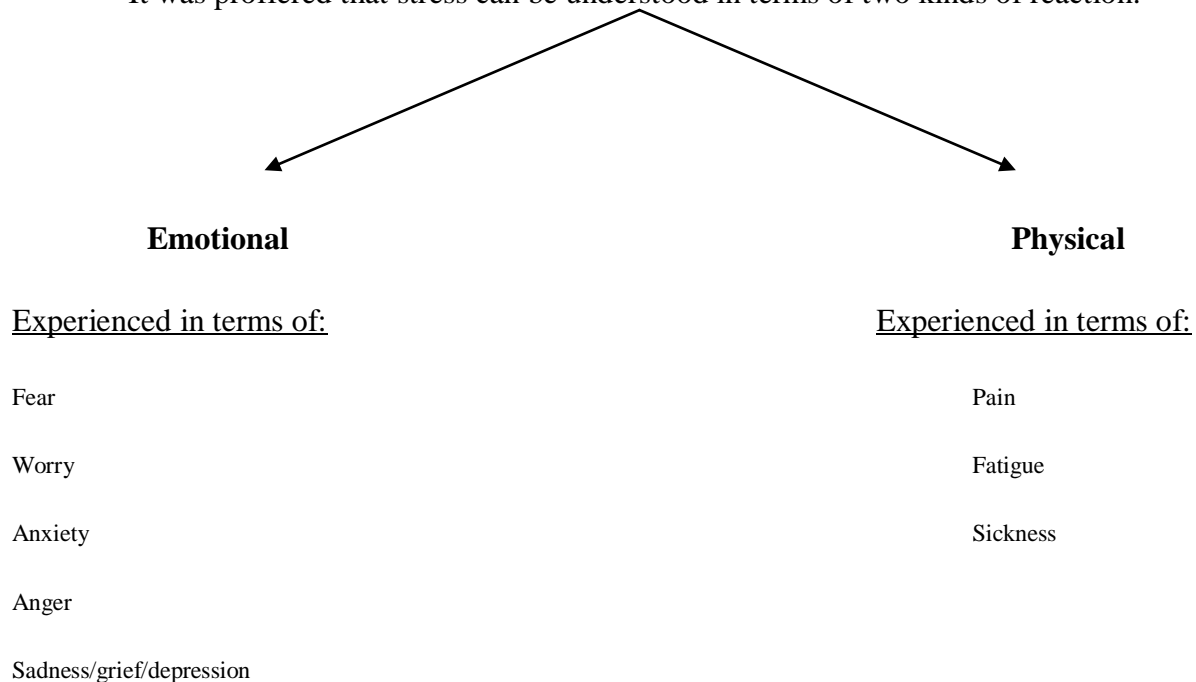 It was proffered that stress can be understood in terms of two kinds of reaction:
Emotional
Physical
Experienced in terms of:
Experienced in terms of:
Fear
Pain
Worry
Fatigue
Anxiety
Sickness
Anger
Sadness/grief/depression